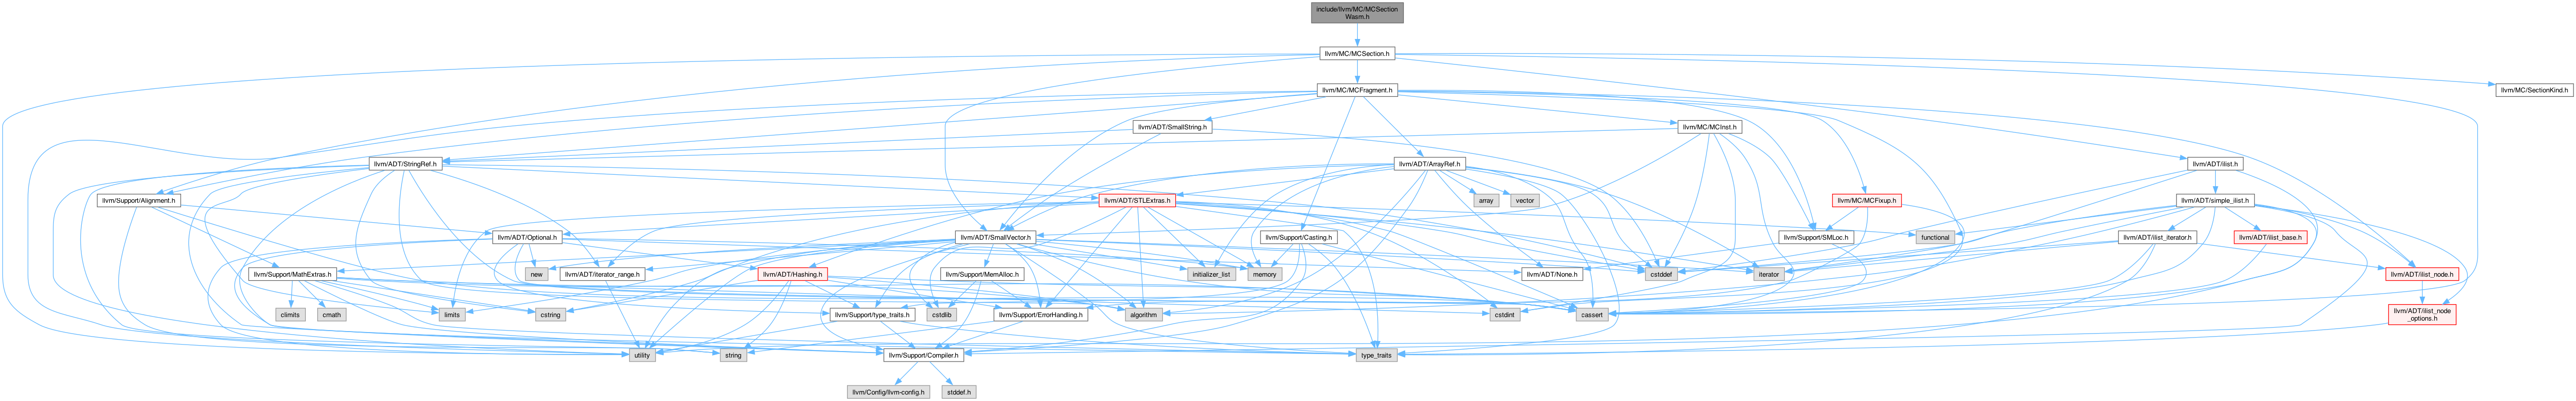 include/llvm/MC/MCSection
Wasm.h
llvm/MC/MCSection.h
llvm/MC/MCFragment.h
llvm/MC/SectionKind.h
llvm/ADT/SmallString.h
llvm/MC/MCInst.h
llvm/ADT/StringRef.h
llvm/ADT/ArrayRef.h
llvm/ADT/ilist.h
llvm/Support/Alignment.h
llvm/ADT/STLExtras.h
array
vector
llvm/MC/MCFixup.h
llvm/ADT/simple_ilist.h
llvm/ADT/Optional.h
llvm/ADT/SmallVector.h
llvm/Support/Casting.h
llvm/Support/SMLoc.h
functional
llvm/ADT/ilist_iterator.h
llvm/ADT/ilist_base.h
llvm/Support/MathExtras.h
new
llvm/ADT/iterator_range.h
llvm/ADT/Hashing.h
llvm/Support/MemAlloc.h
initializer_list
memory
cstddef
iterator
llvm/ADT/None.h
llvm/ADT/ilist_node.h
climits
cmath
limits
cstring
llvm/Support/type_traits.h
cstdlib
llvm/Support/ErrorHandling.h
algorithm
cstdint
cassert
llvm/ADT/ilist_node
_options.h
utility
string
llvm/Support/Compiler.h
type_traits
llvm/Config/llvm-config.h
stddef.h